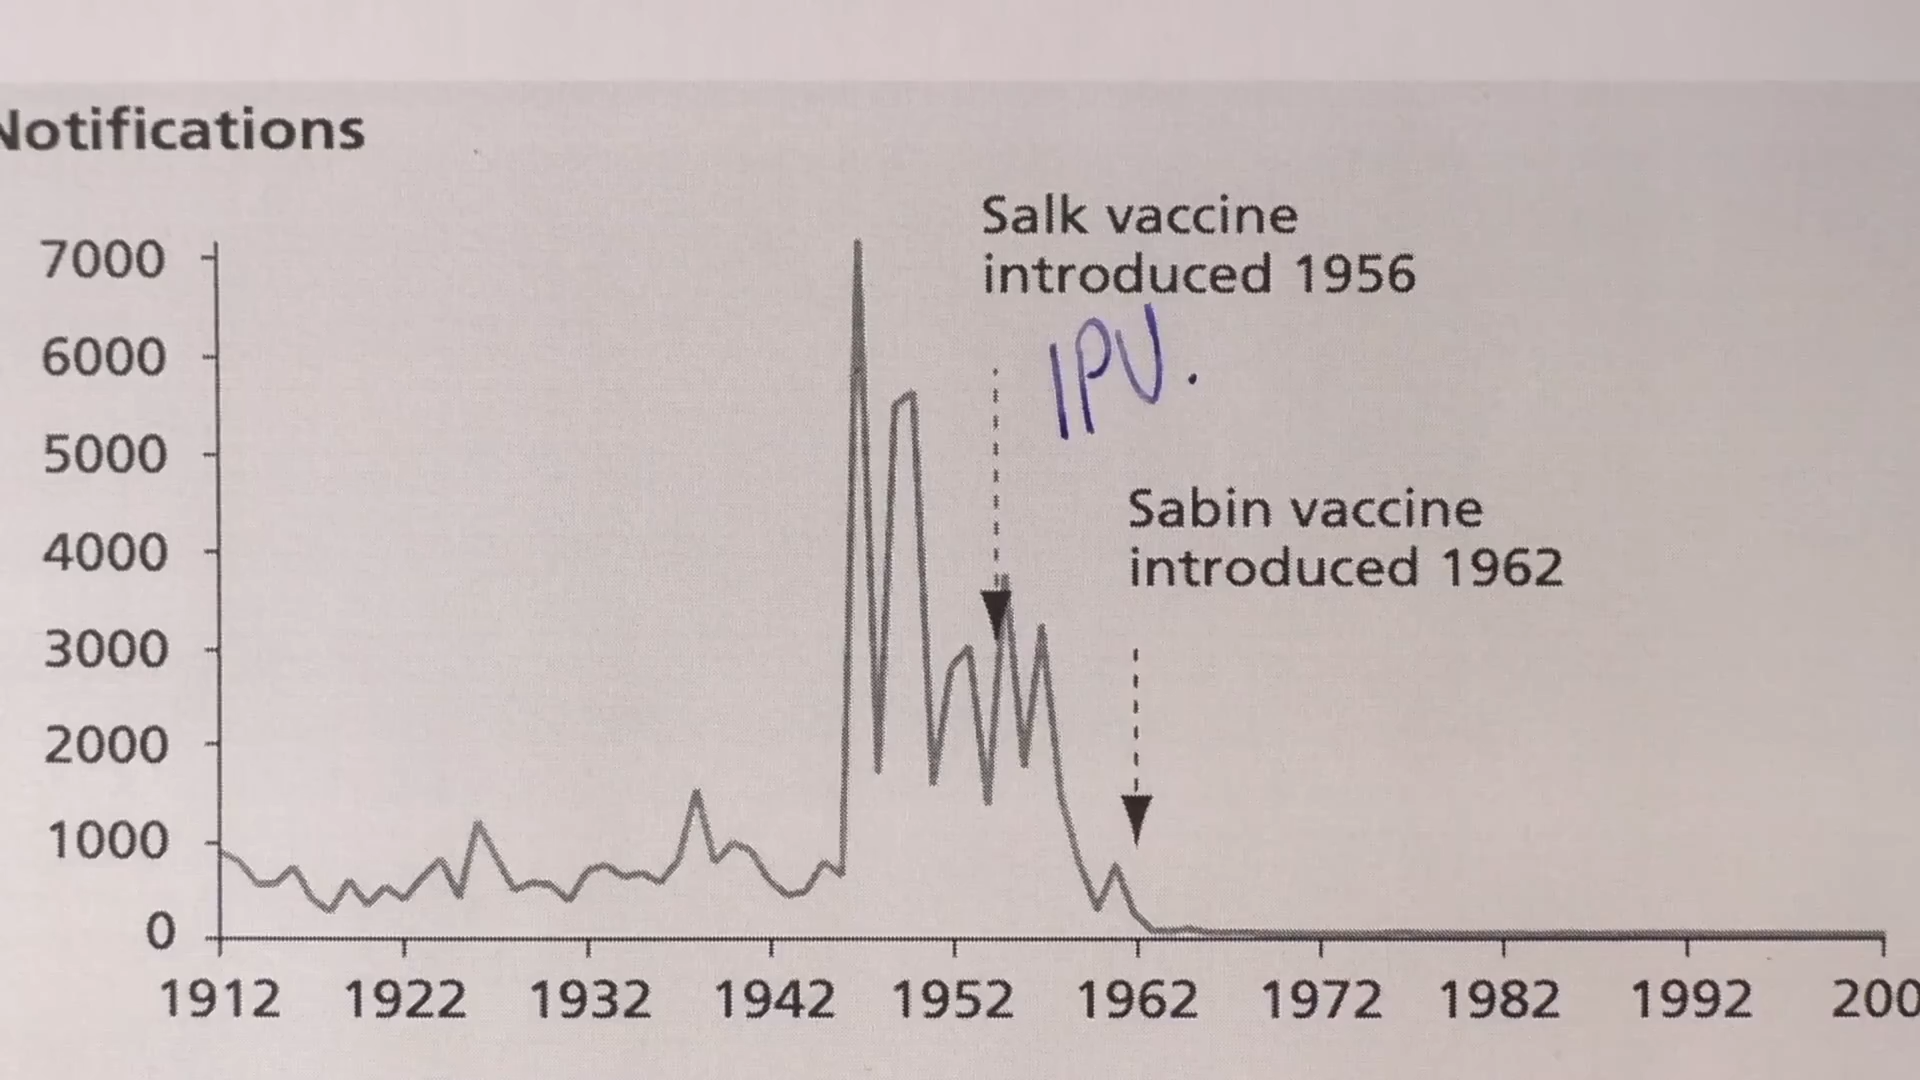 Notifications
Salk vaccine
introduced 1956
IPV.
Sabin vaccine
introduced 1962
7000
6000
5000
4000
3000
2000
1000
0
1912 1922 1932 1942 1952 1962 1972 1982 1992 200